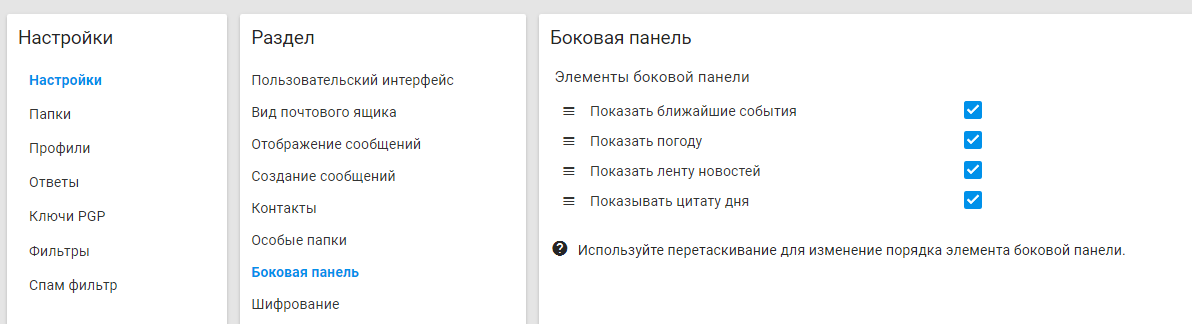 Настройки
Настройки
Папки
Профили
Ответы
Ключи PGP
Фильтры
Спам фильтр
Раздел
Пользовательский интерфейс
Вид почтового ящика
Отображение сообщений
Создание сообщений
Контакты
Особые папки
Боковая панель
Шифрование
Боковая панель
Элементы боковой панели
Показать ближайшие события
Показать погоду
Показать ленту новостей
Показывать цитату дня
Используйте перетаскивание для изменение порядка элемента боковой панели.